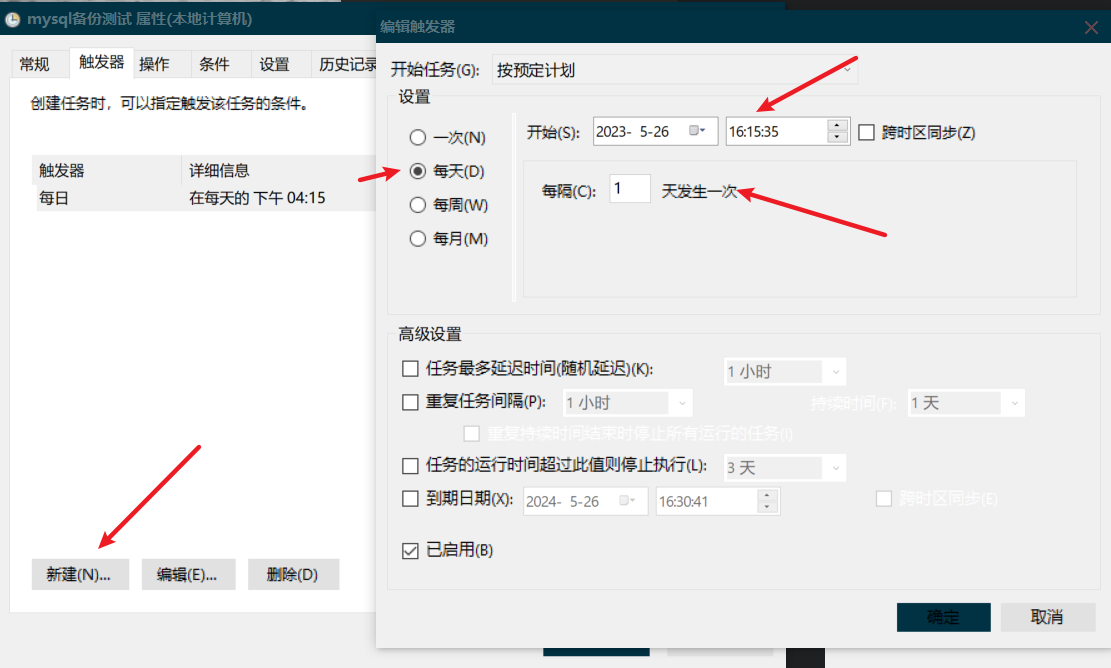 mysql备份测试 属性(本地计算机)
常规 触发器 操作 条件 设置 历史记录
创建任务时，可以指定触发该任务的条件。
触发器 详细信息
每日 在每天的 下午 04:15
新建(N)... 编辑(E)... 删除(D)
编辑触发器
开始任务(G): 按预定计划
设置
一次(N)
每天(D)
每周(W)
每月(M)
开始(S): 2023- 5-26 16:15:35 跨时区同步(Z)
每隔(C): 1 天发生一次
高级设置
任务最多延迟时间(随机延迟)(K): 1 小时
重复任务间隔(P): 1 小时 持续时间(F): 1 天
重复持续时间结束时停止所有运行的任务(I)
任务的运行时间超过此值则停止执行(L): 3 天
到期日期(X): 2024- 5-26 16:30:41 跨时区同步(E)
已启用(B)
确定 取消